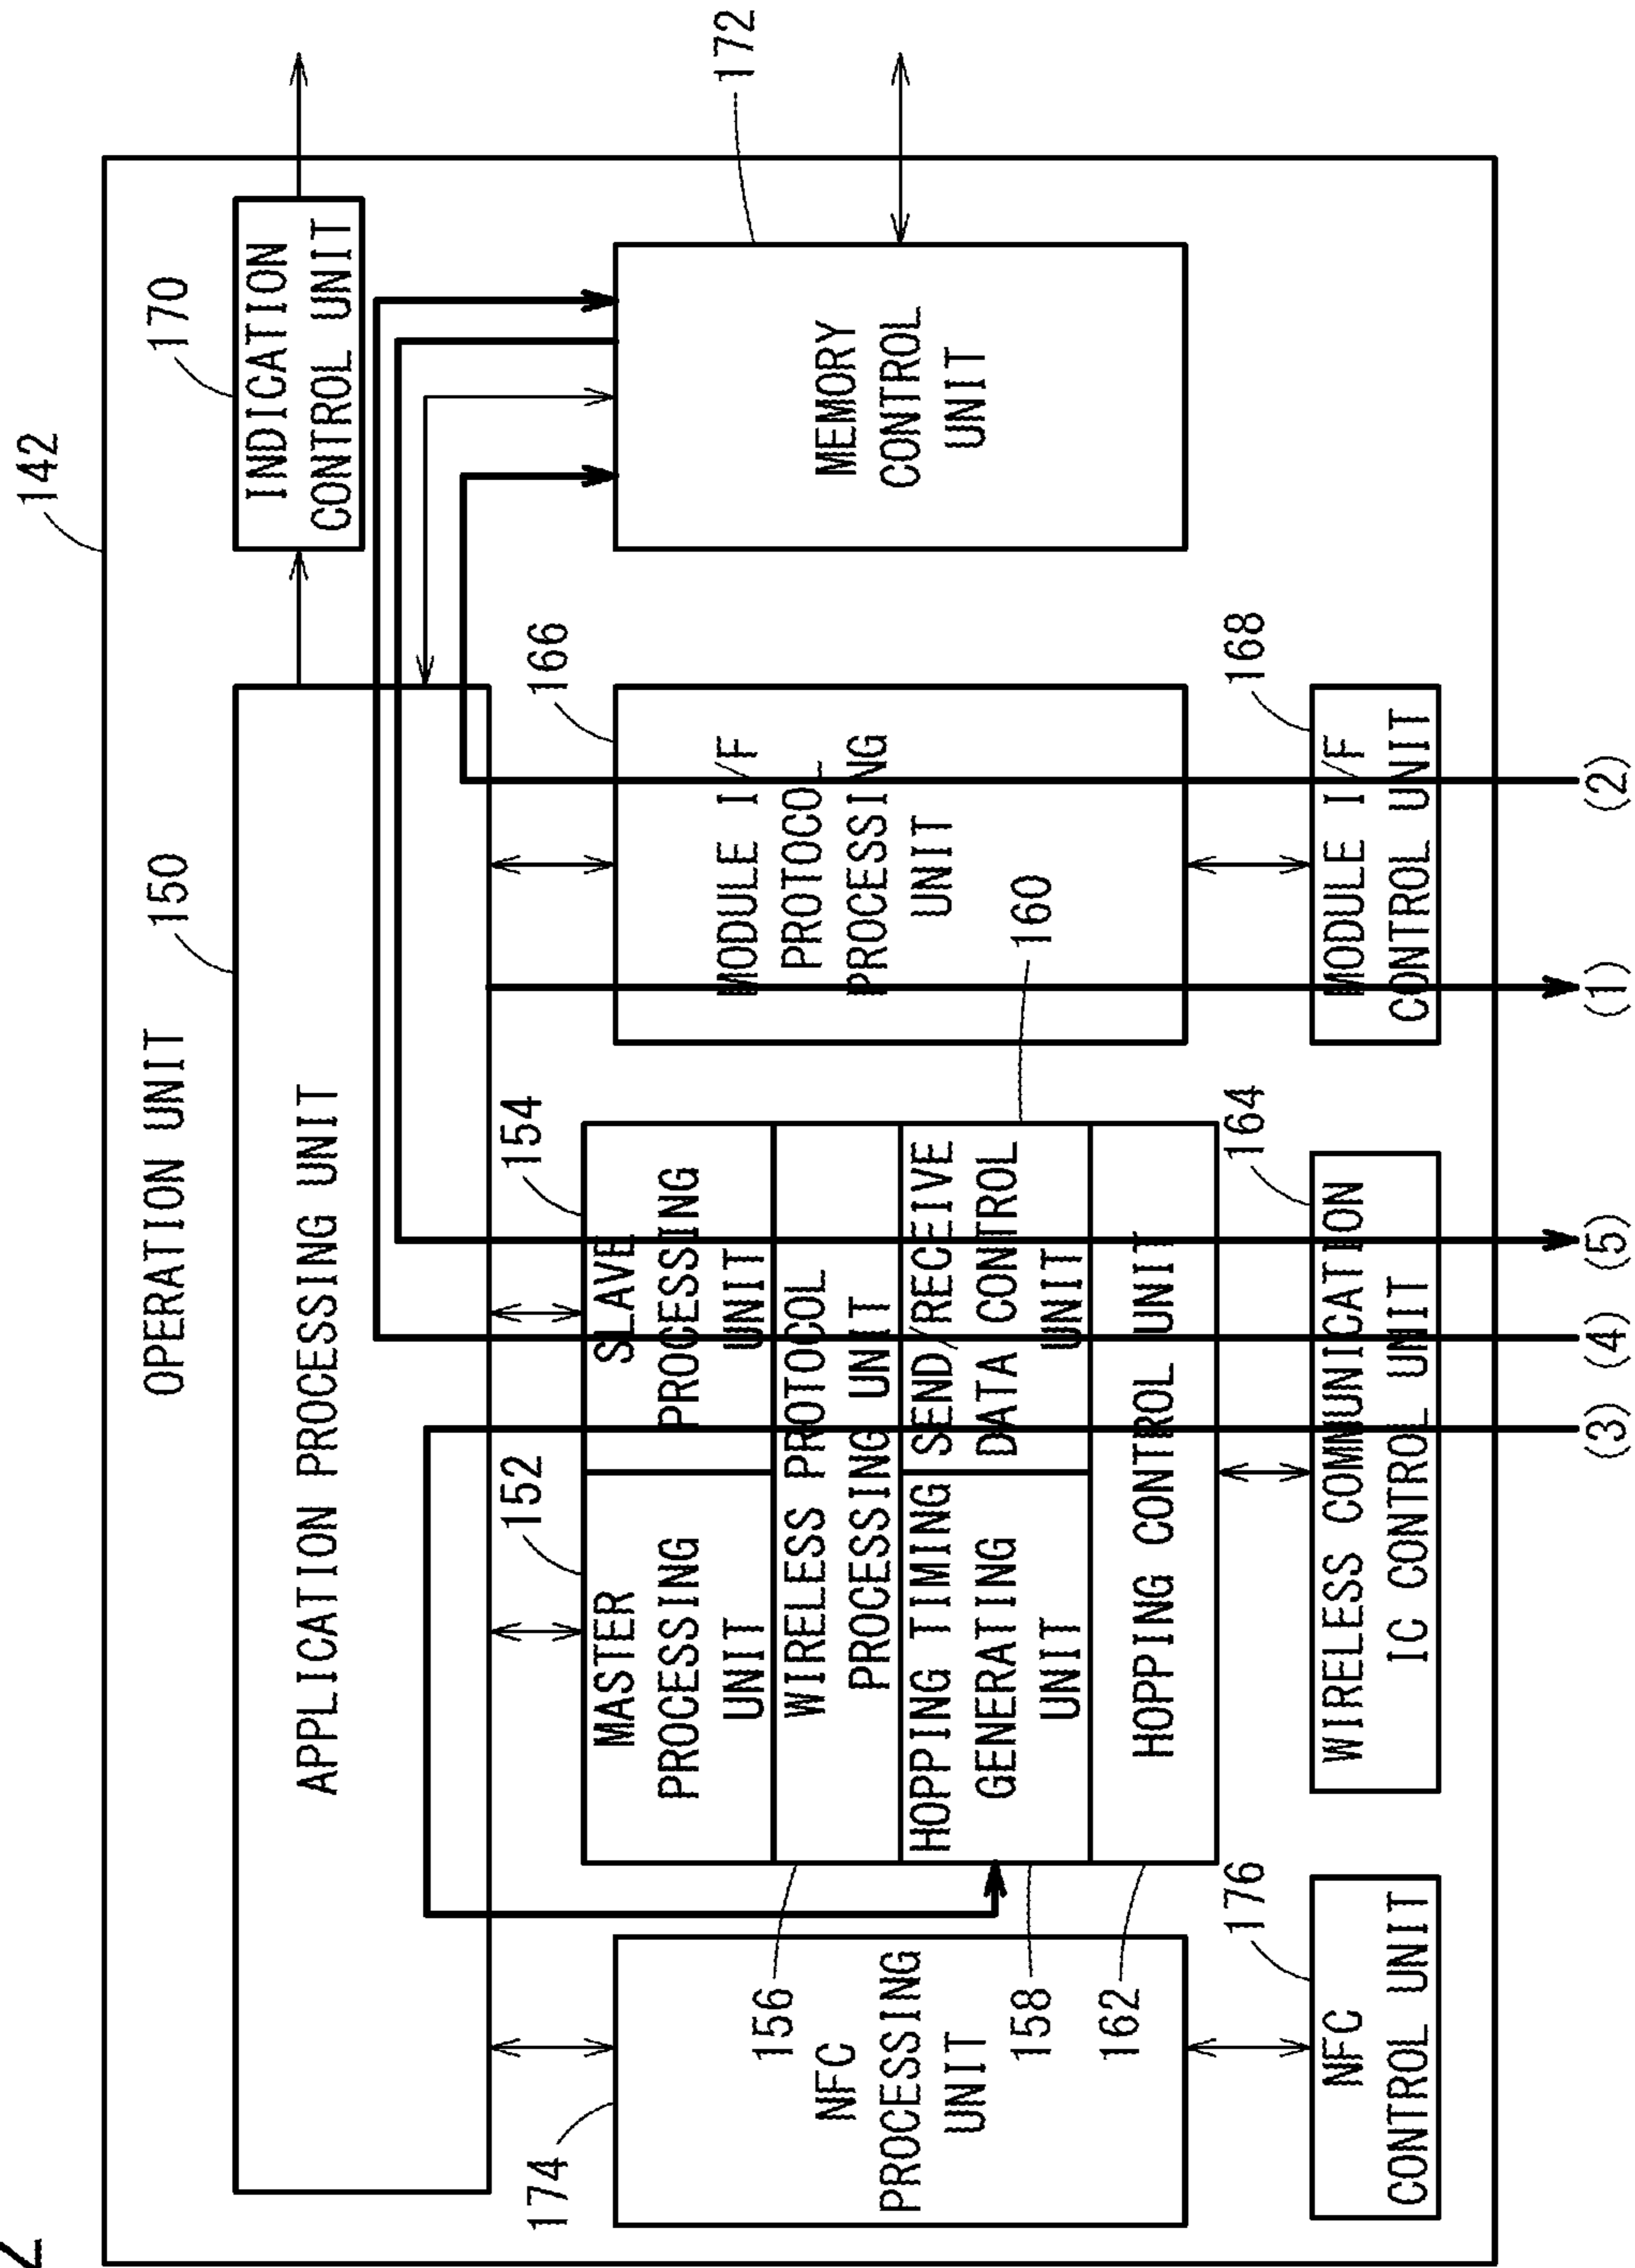 142
OPERATION UNIT
150
APPLICATION PROCESSING UNIT
170
INDICATION
CONTROL UNIT
174
NFC
PROCESSING
UNIT
152
MASTER
PROCESSING
UNIT
154
SLAVE
PROCESSING
UNIT
156
WIRELESS PROTOCOL
PROCESSING UNIT
158
HOPPING TIMING
GENERATING
UNIT
160
SEND/RECEIVE
DATA CONTROL
UNIT
162
HOPPING CONTROL UNIT
166
MODULE I/F
PROTOCOL
PROCESSING
UNIT
172
MEMORY
CONTROL
UNIT
176
NFC
CONTROL UNIT
164
WIRELESS COMMUNICATION
IC CONTROL UNIT
168
MODULE I/F
CONTROL UNIT
(3)
(4)
(5)
(1)
(2)